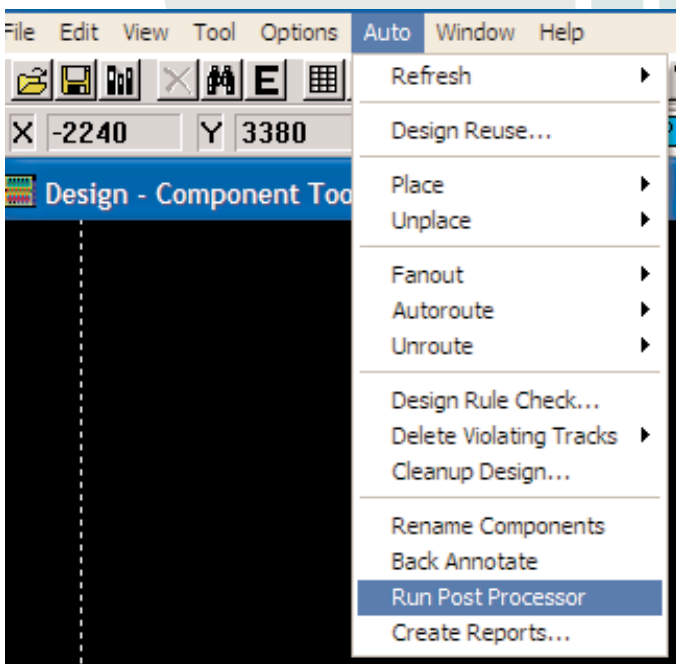 File Edit View Tool Options Auto Window Help
E
X -2240 Y 3380
Design - Component Too
Refresh
Design Reuse...
Place
Unplace
Fanout
Autoroute
Unroute
Design Rule Check...
Delete Violating Tracks
Cleanup Design...
Rename Components
Back Annotate
Run Post Processor
Create Reports...